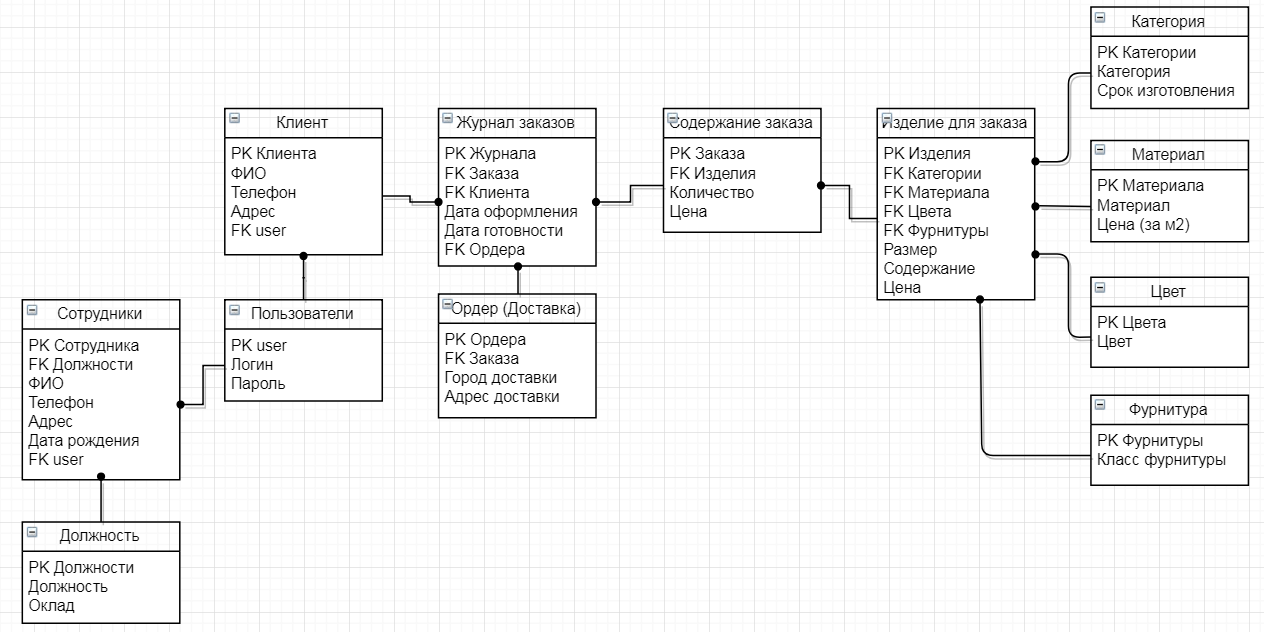 Категория
PK Категории
Категория
Срок изготовления
Клиент
PK Клиента
ФИО
Телефон
Адрес
FK user
Журнал заказов
PK Журнала
FK Заказа
FK Клиента
Дата оформления
Дата готовности
FK Ордера
Содержание заказа
PK Заказа
FK Изделия
Количество
Цена
Изделие для заказа
PK Изделия
FK Категории
FK Материала
FK Цвета
FK Фурнитуры
Размер
Содержание
Цена
Материал
PK Материала
Материал
Цена (за м2)
Цвет
PK Цвета
Цвет
Сотрудники
PK Сотрудника
FK Должности
ФИО
Телефон
Адрес
Дата рождения
FK user
Пользователи
PK user
Логин
Пароль
Ордер (Доставка)
PK Ордера
FK Заказа
Город доставки
Адрес доставки
Фурнитура
PK Фурнитуры
Класс фурнитуры
Должность
PK Должности
Должность
Оклад